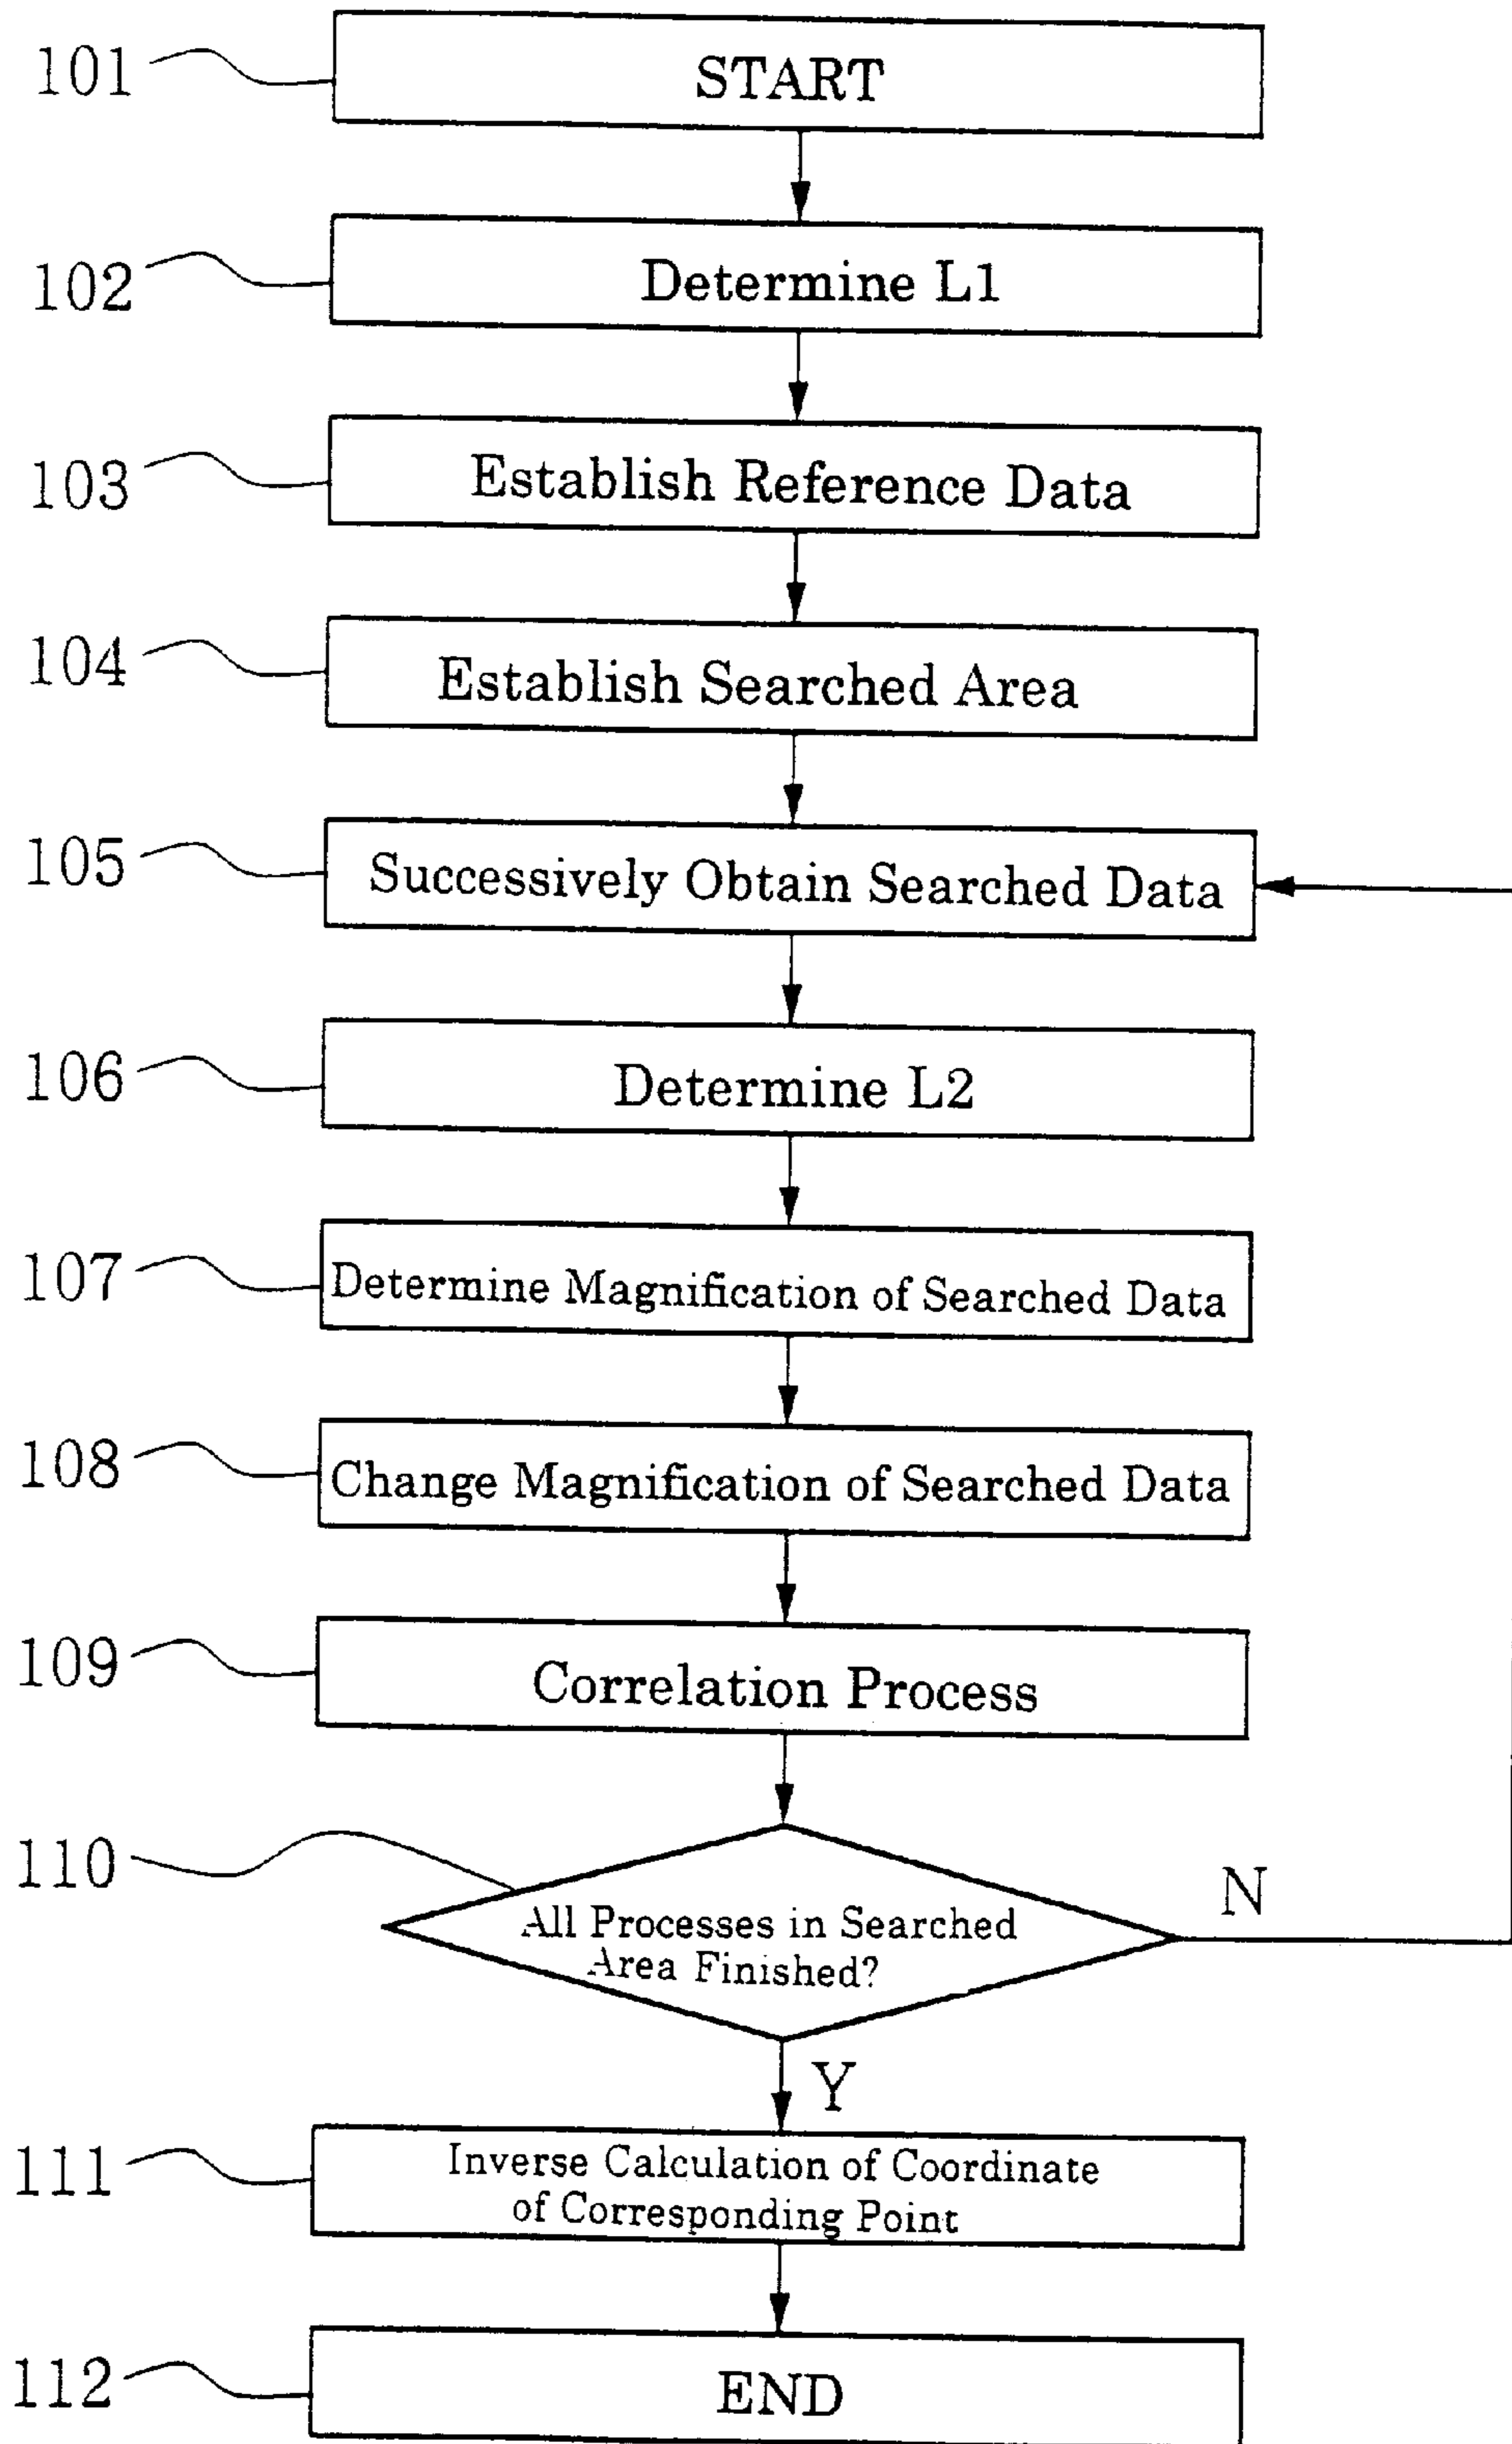 101
START
102
Determine L1
103
Establish Reference Data
104
Establish Searched Area
105
Successively Obtain Searched Data
106
Determine L2
107
Determine Magnification of Searched Data
108
Change Magnification of Searched Data
109
Correlation Process
110
All Processes in Searched
Area Finished?
N
Y
111
Inverse Calculation of Coordinate
of Corresponding Point
112
END